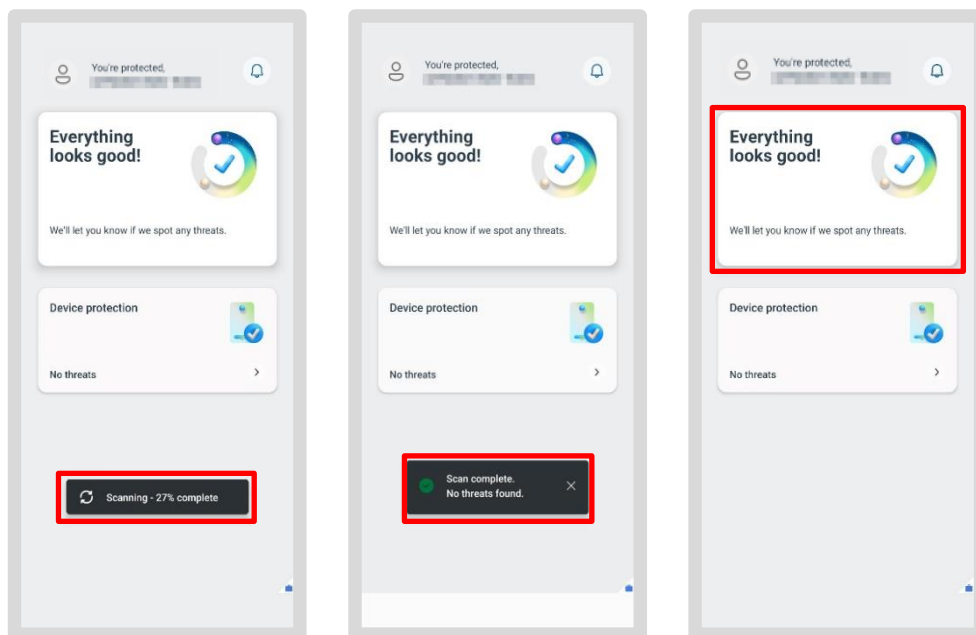 You're protected,
Everything
looks good!
We'll let you know if we spot any threats.
Device protection
No threats
Scanning - 27% complete
You're protected,
Everything
looks good!
We'll let you know if we spot any threats.
Device protection
No threats
Scan complete.
No threats found.
You're protected,
Everything
looks good!
We'll let you know if we spot any threats.
Device protection
No threats